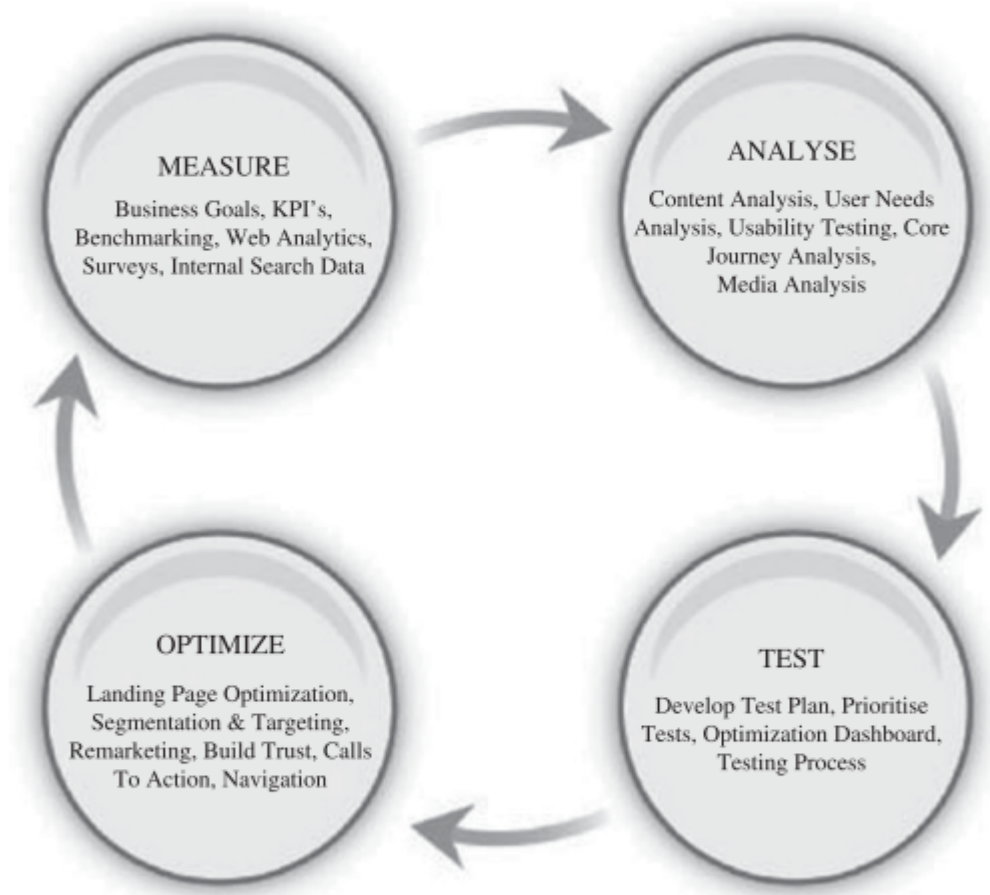 MEASURE
Business Goals, KPI's,
Benchmarking, Web Analytics,
Surveys, Internal Search Data
ANALYSE
Content Analysis, User Needs
Analysis, Usability Testing, Core
Journey Analysis,
Media Analysis
OPTIMIZE
Landing Page Optimization,
Segmentation & Targeting,
Remarketing, Build Trust, Calls
To Action, Navigation
TEST
Develop Test Plan, Prioritise
Tests, Optimization Dashboard,
Testing Process